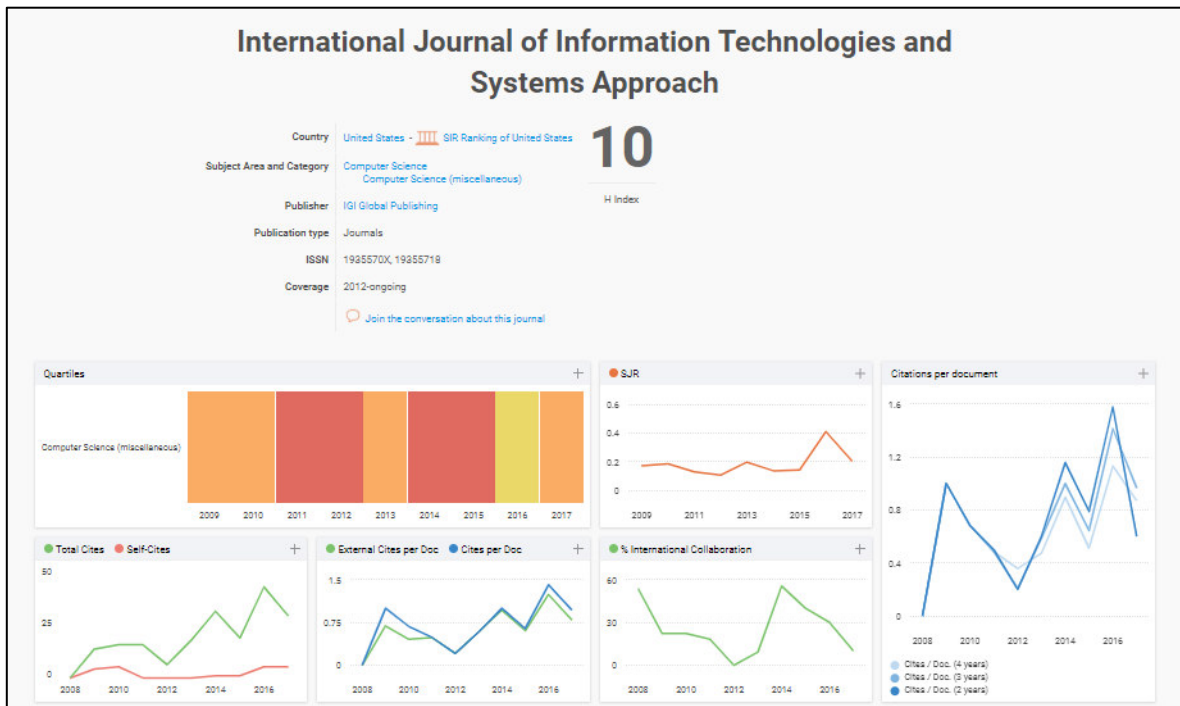 International Journal of Information Technologies and
Systems Approach
Country United States - SIR Ranking of United States
10
H Index
Subject Area and Category Computer Science
Computer Science (miscellaneous)
Publisher IGI Global Publishing
Publication type Journals
ISSN 1935570X, 19355718
Coverage 2012-ongoing
Join the conversation about this journal
Quartiles +
Computer Science (miscellaneous)
2009 2010 2011 2012 2013 2014 2015 2016 2017
SJR +
0.6
0.4
0.2
0
2009 2011 2013 2015 2017
Citations per document +
1.6
1.2
0.8
0.4
0
2008 2010 2012 2014 2016
Cites / Doc. (4 years)
Cites / Doc. (3 years)
Cites / Doc. (2 years)
Total Cites Self-Cites +
50
25
0
2008 2010 2012 2014 2016
External Cites per Doc Cites per Doc +
1.5
0.75
0
2008 2010 2012 2014 2016
% International Collaboration +
60
30
0
2008 2010 2012 2014 2016